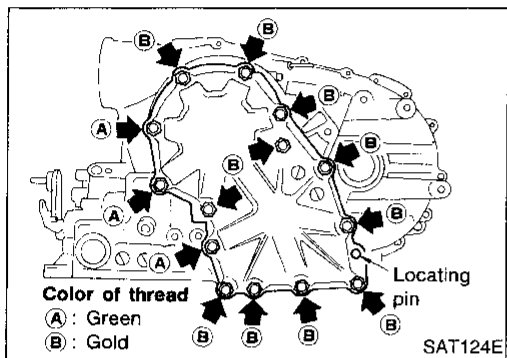 B B
B
A
B
B
A
B
A
Locating
pin
Color of thread
A : Green
B : Gold
B B B B
SAT124E